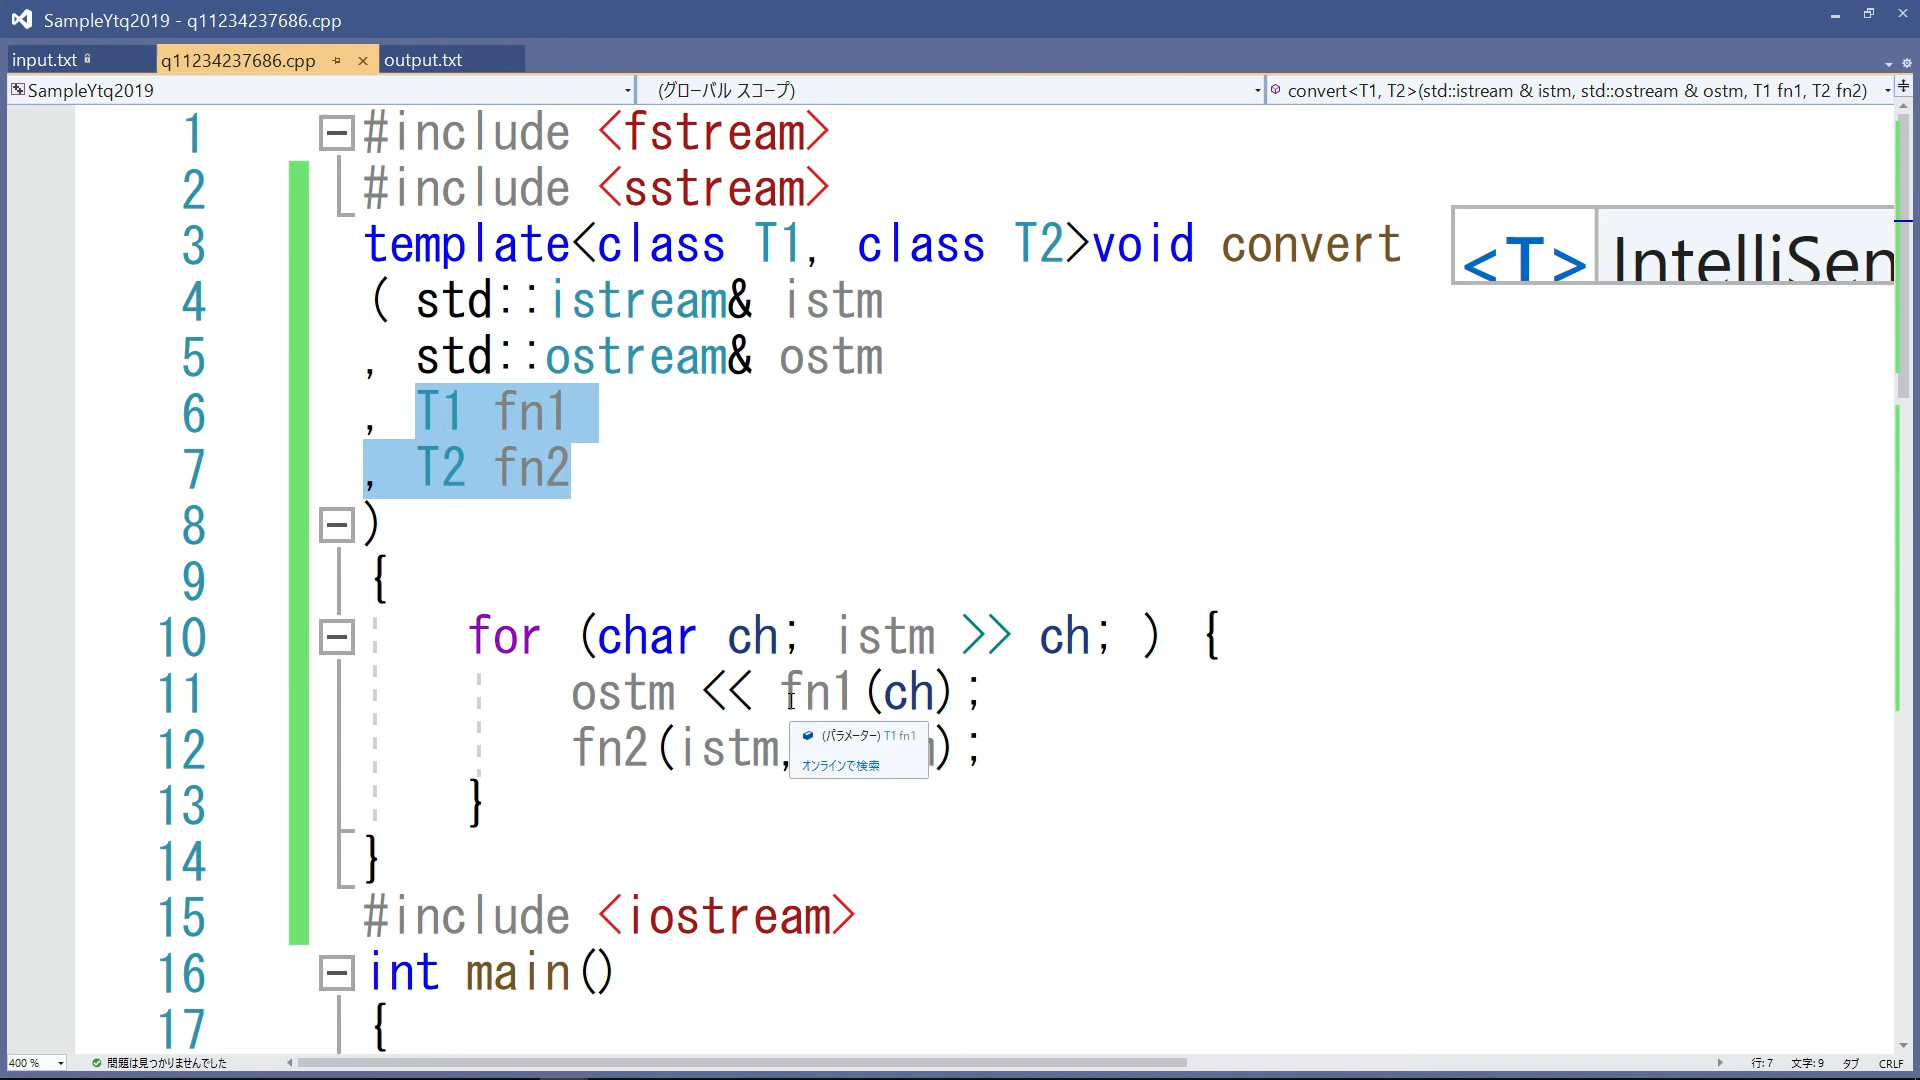 SampleYtq2019 - q11234237686.cpp
input.txt
q11234237686.cpp
output.txt
SampleYtq2019
(グローバル スコープ)
convert<T1, T2>(std::istream & istm, std::ostream & ostm, T1 fn1, T2 fn2)
1 #include <fstream>
2 #include <sstream>
3 template<class T1, class T2>void convert
<T> IntelliSen
4 ( std::istream& istm
5 , std::ostream& ostm
6 , T1 fn1
7 , T2 fn2
8 )
9 {
10 for (char ch; istm >> ch; ) {
11 ostm << fn1(ch);
12 fn2(istm, );
(パラメーター) T1 fn1
オンラインで検索
13 }
14 }
15 #include <iostream>
16 int main()
17 {
400 %
問題は見つかりませんでした
行: 7
文字: 9
タブ
CRLF